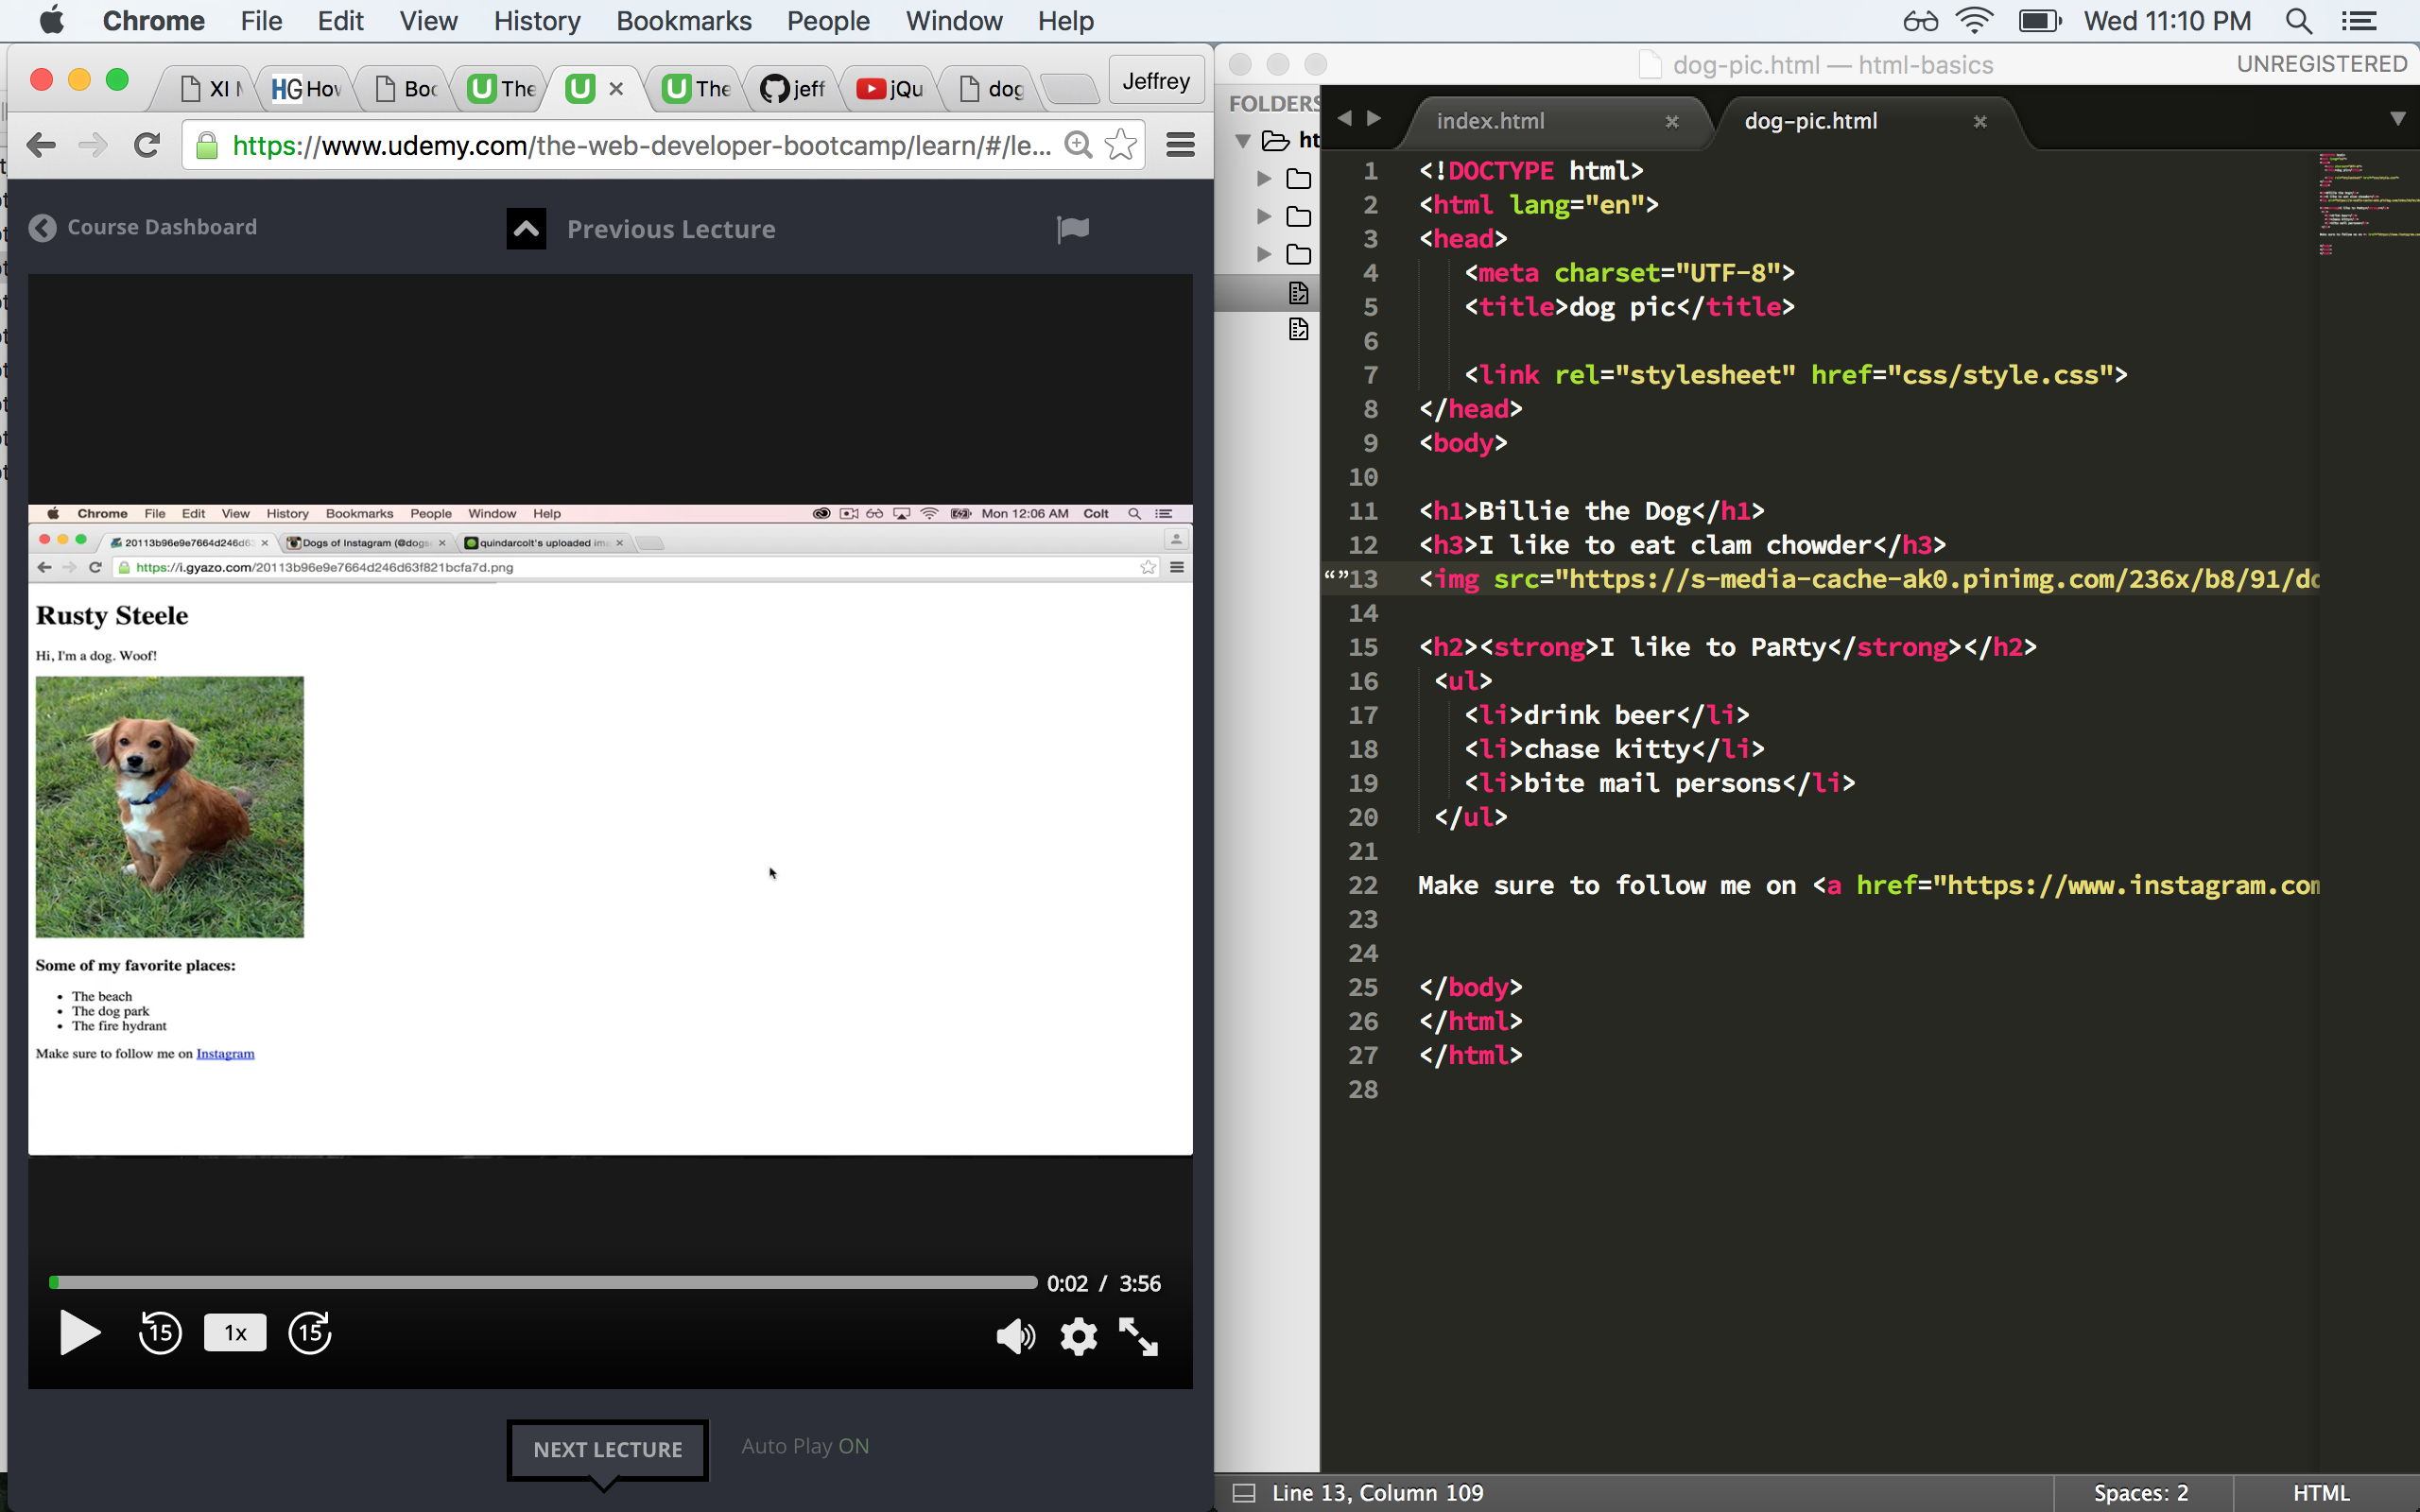 Chrome File Edit View History Bookmarks People Window Help Wed 11:10 PM
XI HG How Boo The The jeff jQu dog Jeffrey
https://www.udemy.com/the-web-developer-bootcamp/learn/#/le...
Course Dashboard Previous Lecture
Chrome File Edit View History Bookmarks People Window Help Mon 12:06 AM Colt
20113b96e9e7664d246d63 Dogs of Instagram (@dogs quindarcolt's uploaded im
https://i.gyazo.com/20113b96e9e7664d246d63f821bcfa7d.png
Rusty Steele
Hi, I'm a dog. Woof!
Some of my favorite places:
• The beach
• The dog park
• The fire hydrant
Make sure to follow me on Instagram
0:02 / 3:56
15 1x 15
NEXT LECTURE Auto Play ON
dog-pic.html — html-basics UNREGISTERED
FOLDERS
ht
index.html dog-pic.html
1 <!DOCTYPE html>
2 <html lang="en">
3 <head>
4 <meta charset="UTF-8">
5 <title>dog pic</title>
6
7 <link rel="stylesheet" href="css/style.css">
8 </head>
9 <body>
10
11 <h1>Billie the Dog</h1>
12 <h3>I like to eat clam chowder</h3>
“”13 <img src="https://s-media-cache-ak0.pinimg.com/236x/b8/91/dc
14
15 <h2><strong>I like to PaRty</strong></h2>
16 <ul>
17 <li>drink beer</li>
18 <li>chase kitty</li>
19 <li>bite mail persons</li>
20 </ul>
21
22 Make sure to follow me on <a href="https://www.instagram.com
23
24
25 </body>
26 </html>
27 </html>
28
Line 13, Column 109 Spaces: 2 HTML